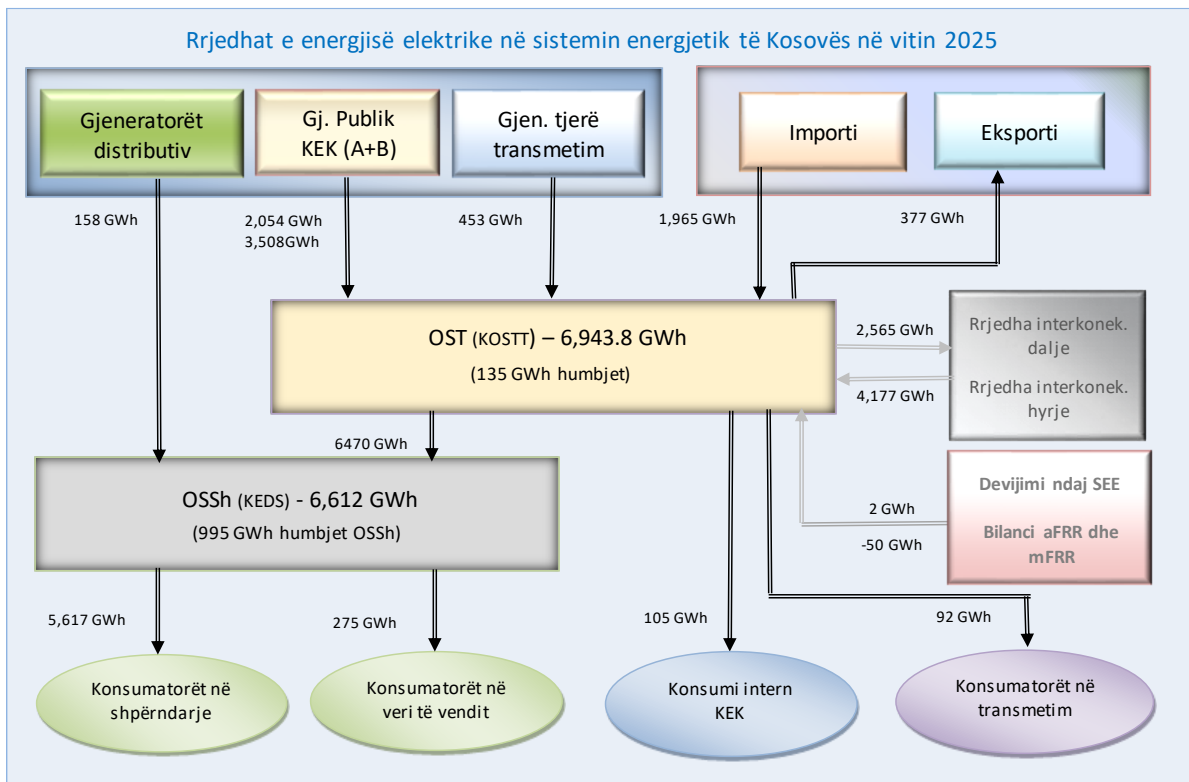 Rrjedhat e energjisë elektrike në sistemin energjetik të Kosovës në vitin 2025
Gjeneratorët
distributiv
Gj. Publik
KEK (A+B)
Gjen. tjerë
transmetim
Importi
Eksporti
158 GWh
2,054 GWh
3,508GWh
453 GWh
1,965 GWh
377 GWh
OST (KOSTT) – 6,943.8 GWh
(135 GWh humbjet)
2,565 GWh
4,177 GWh
Rrjedha interkonek.
dalje
Rrjedha interkonek.
hyrje
6470 GWh
OSSh (KEDS) - 6,612 GWh
(995 GWh humbjet OSSh)
2 GWh
-50 GWh
Devijimi ndaj SEE
Bilanci aFRR dhe
mFRR
5,617 GWh
275 GWh
105 GWh
92 GWh
Konsumatorët në
shpërndarje
Konsumatorët në
veri të vendit
Konsumi intern
KEK
Konsumatorët në
transmetim